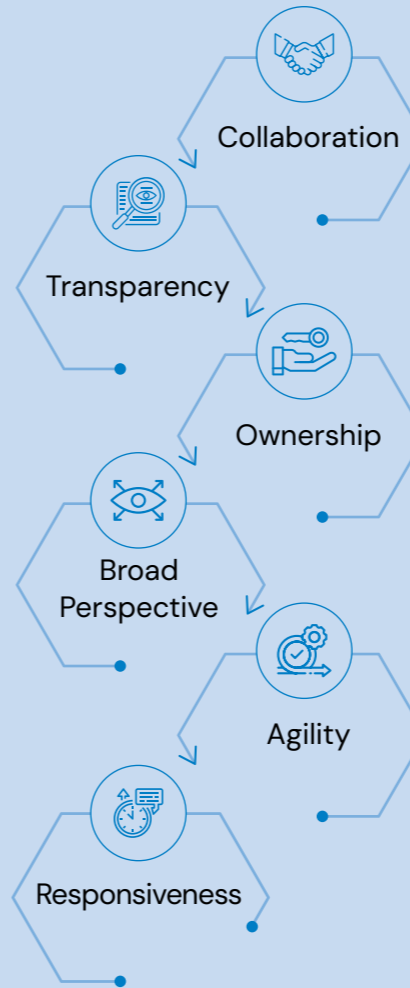 Collaboration
Transparency
Ownership
Broad
Perspective
Agility
Responsiveness